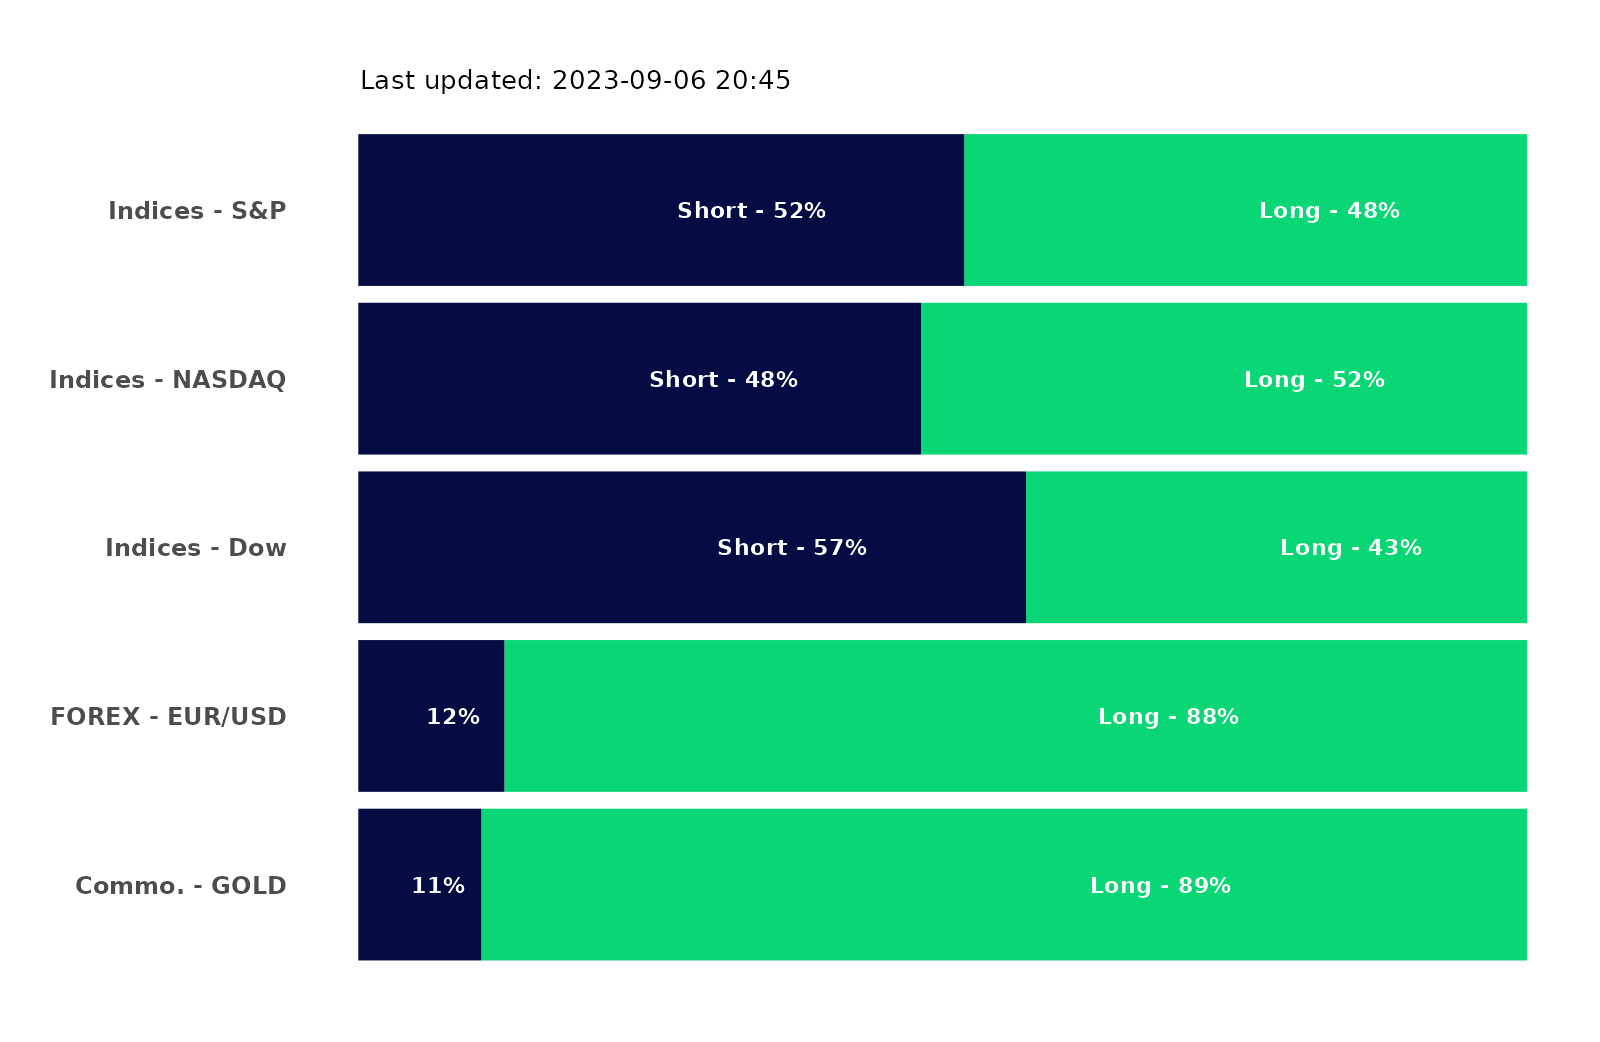 Last updated: 2023-09-06 20:45
Indices - S&P Short - 52% Long - 48%
Indices - NASDAQ Short - 48% Long - 52%
Indices - Dow Short - 57% Long - 43%
FOREX - EUR/USD 12% Long - 88%
Commo. - GOLD 11% Long - 89%